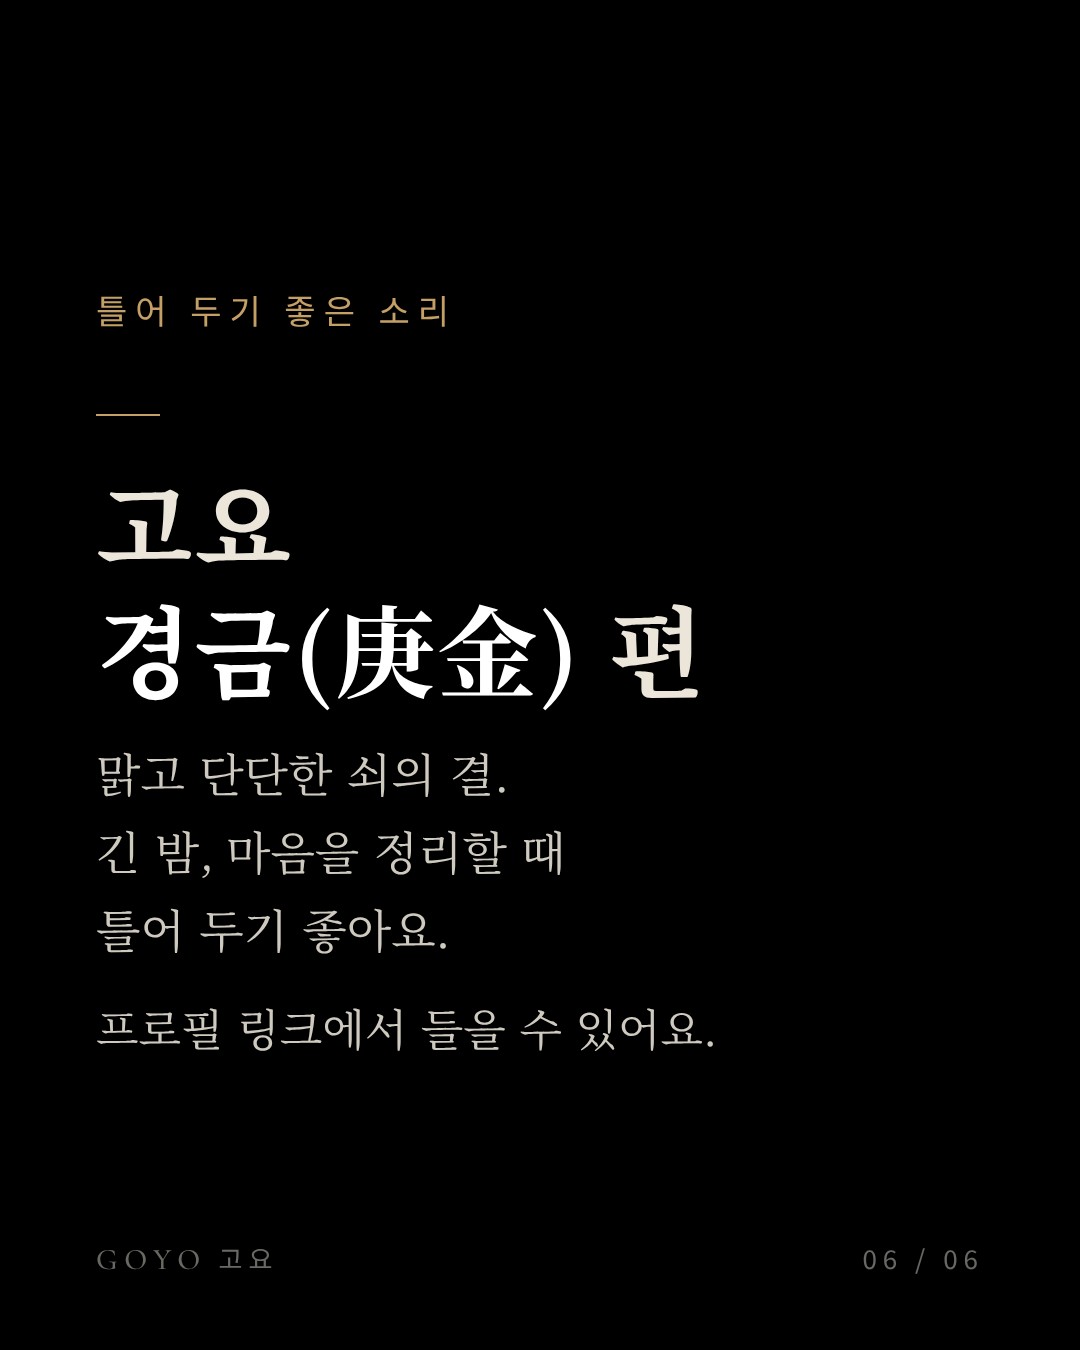 틀어 두기 좋은 소리
고요
경금(庚金) 편
맑고 단단한 쇠의 결.
긴 밤, 마음을 정리할 때
틀어 두기 좋아요.
프로필 링크에서 들을 수 있어요.
GOYO 고요
06 / 06